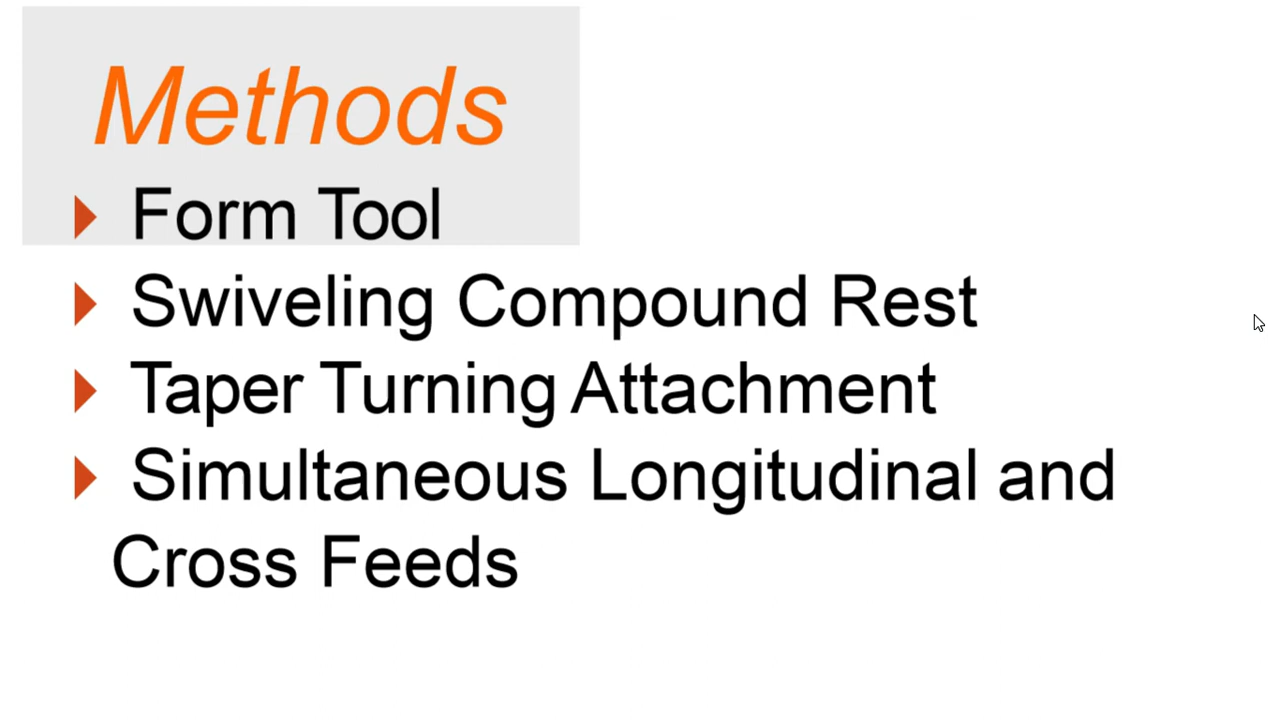 Methods
Form Tool
Swiveling Compound Rest
Taper Turning Attachment
Simultaneous Longitudinal and
Cross Feeds